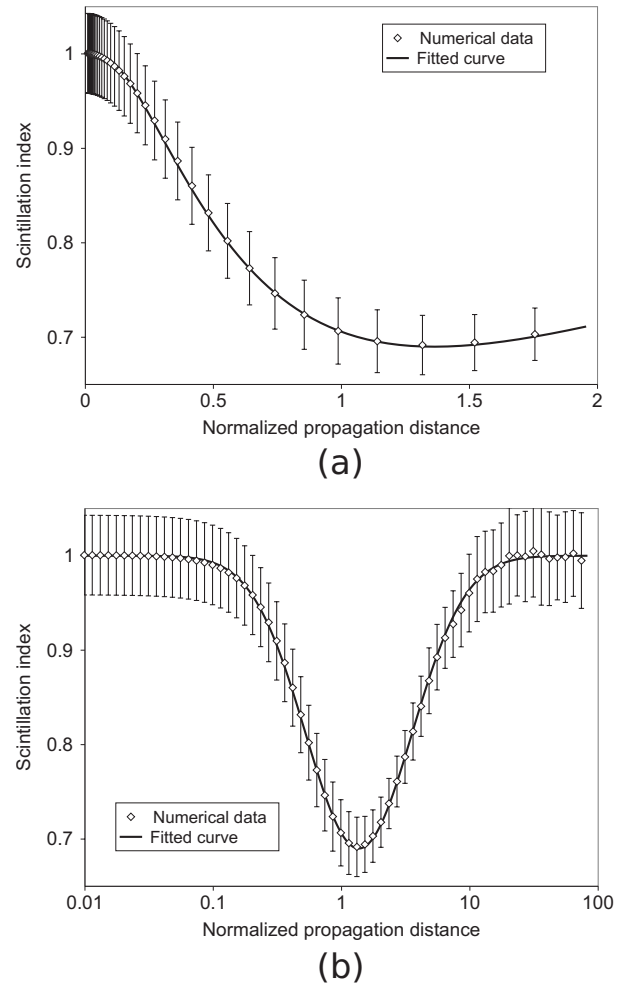 1
0.9
0.8
0.7
Scintillation index
Numerical data
Fitted curve
0
0.5
1
1.5
2
Normalized propagation distance
(a)
1
0.9
0.8
0.7
Scintillation index
Numerical data
Fitted curve
0.01
0.1
1
10
100
Normalized propagation distance
(b)